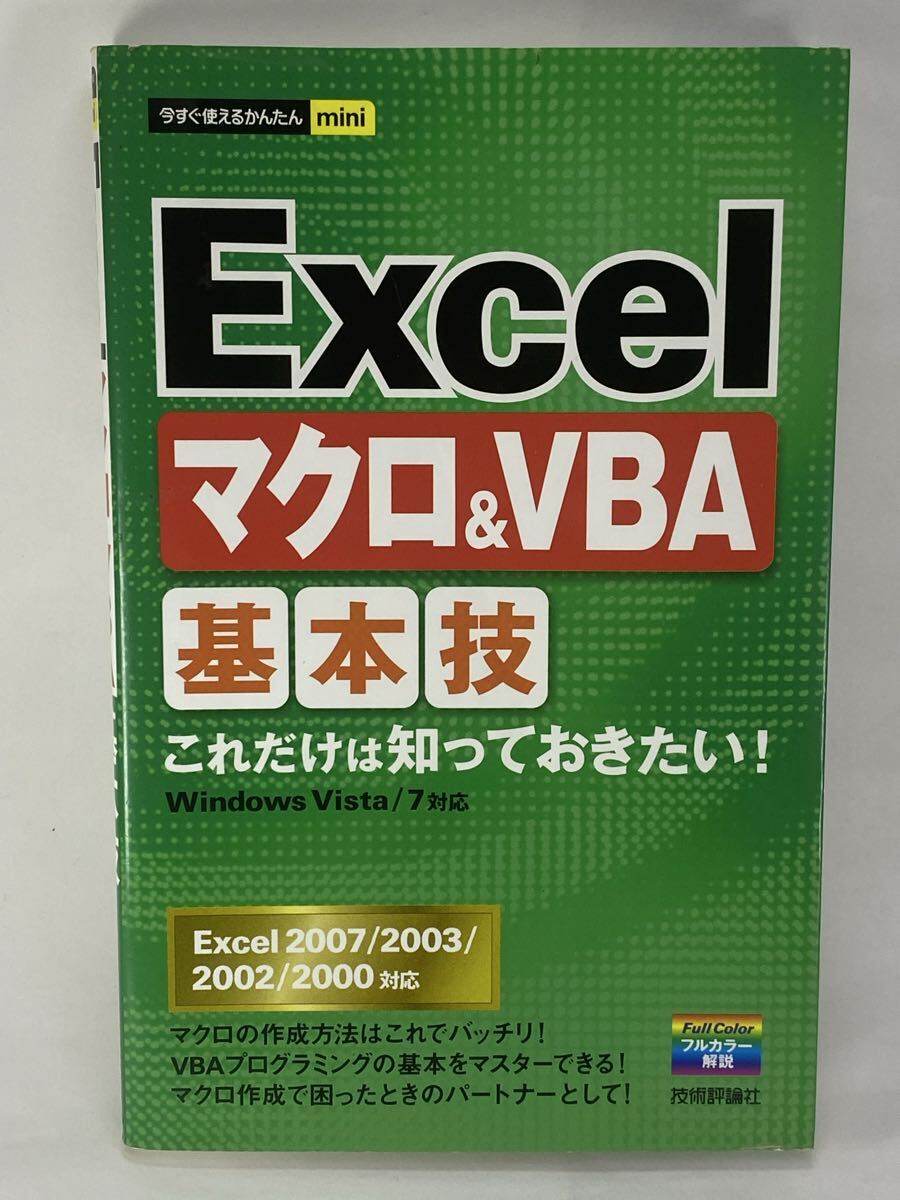 今すぐ使えるかんたん mini
Excel
マクロ&VBA
基本技
これだけは知っておきたい！
Windows Vista/7対応
Excel 2007/2003/
2002/2000 対応
マクロの作成方法はこれでバッチリ！
VBAプログラミングの基本をマスターできる！
マクロ作成で困ったときのパートナーとして！
Full Color
フルカラー
解説
技術評論社